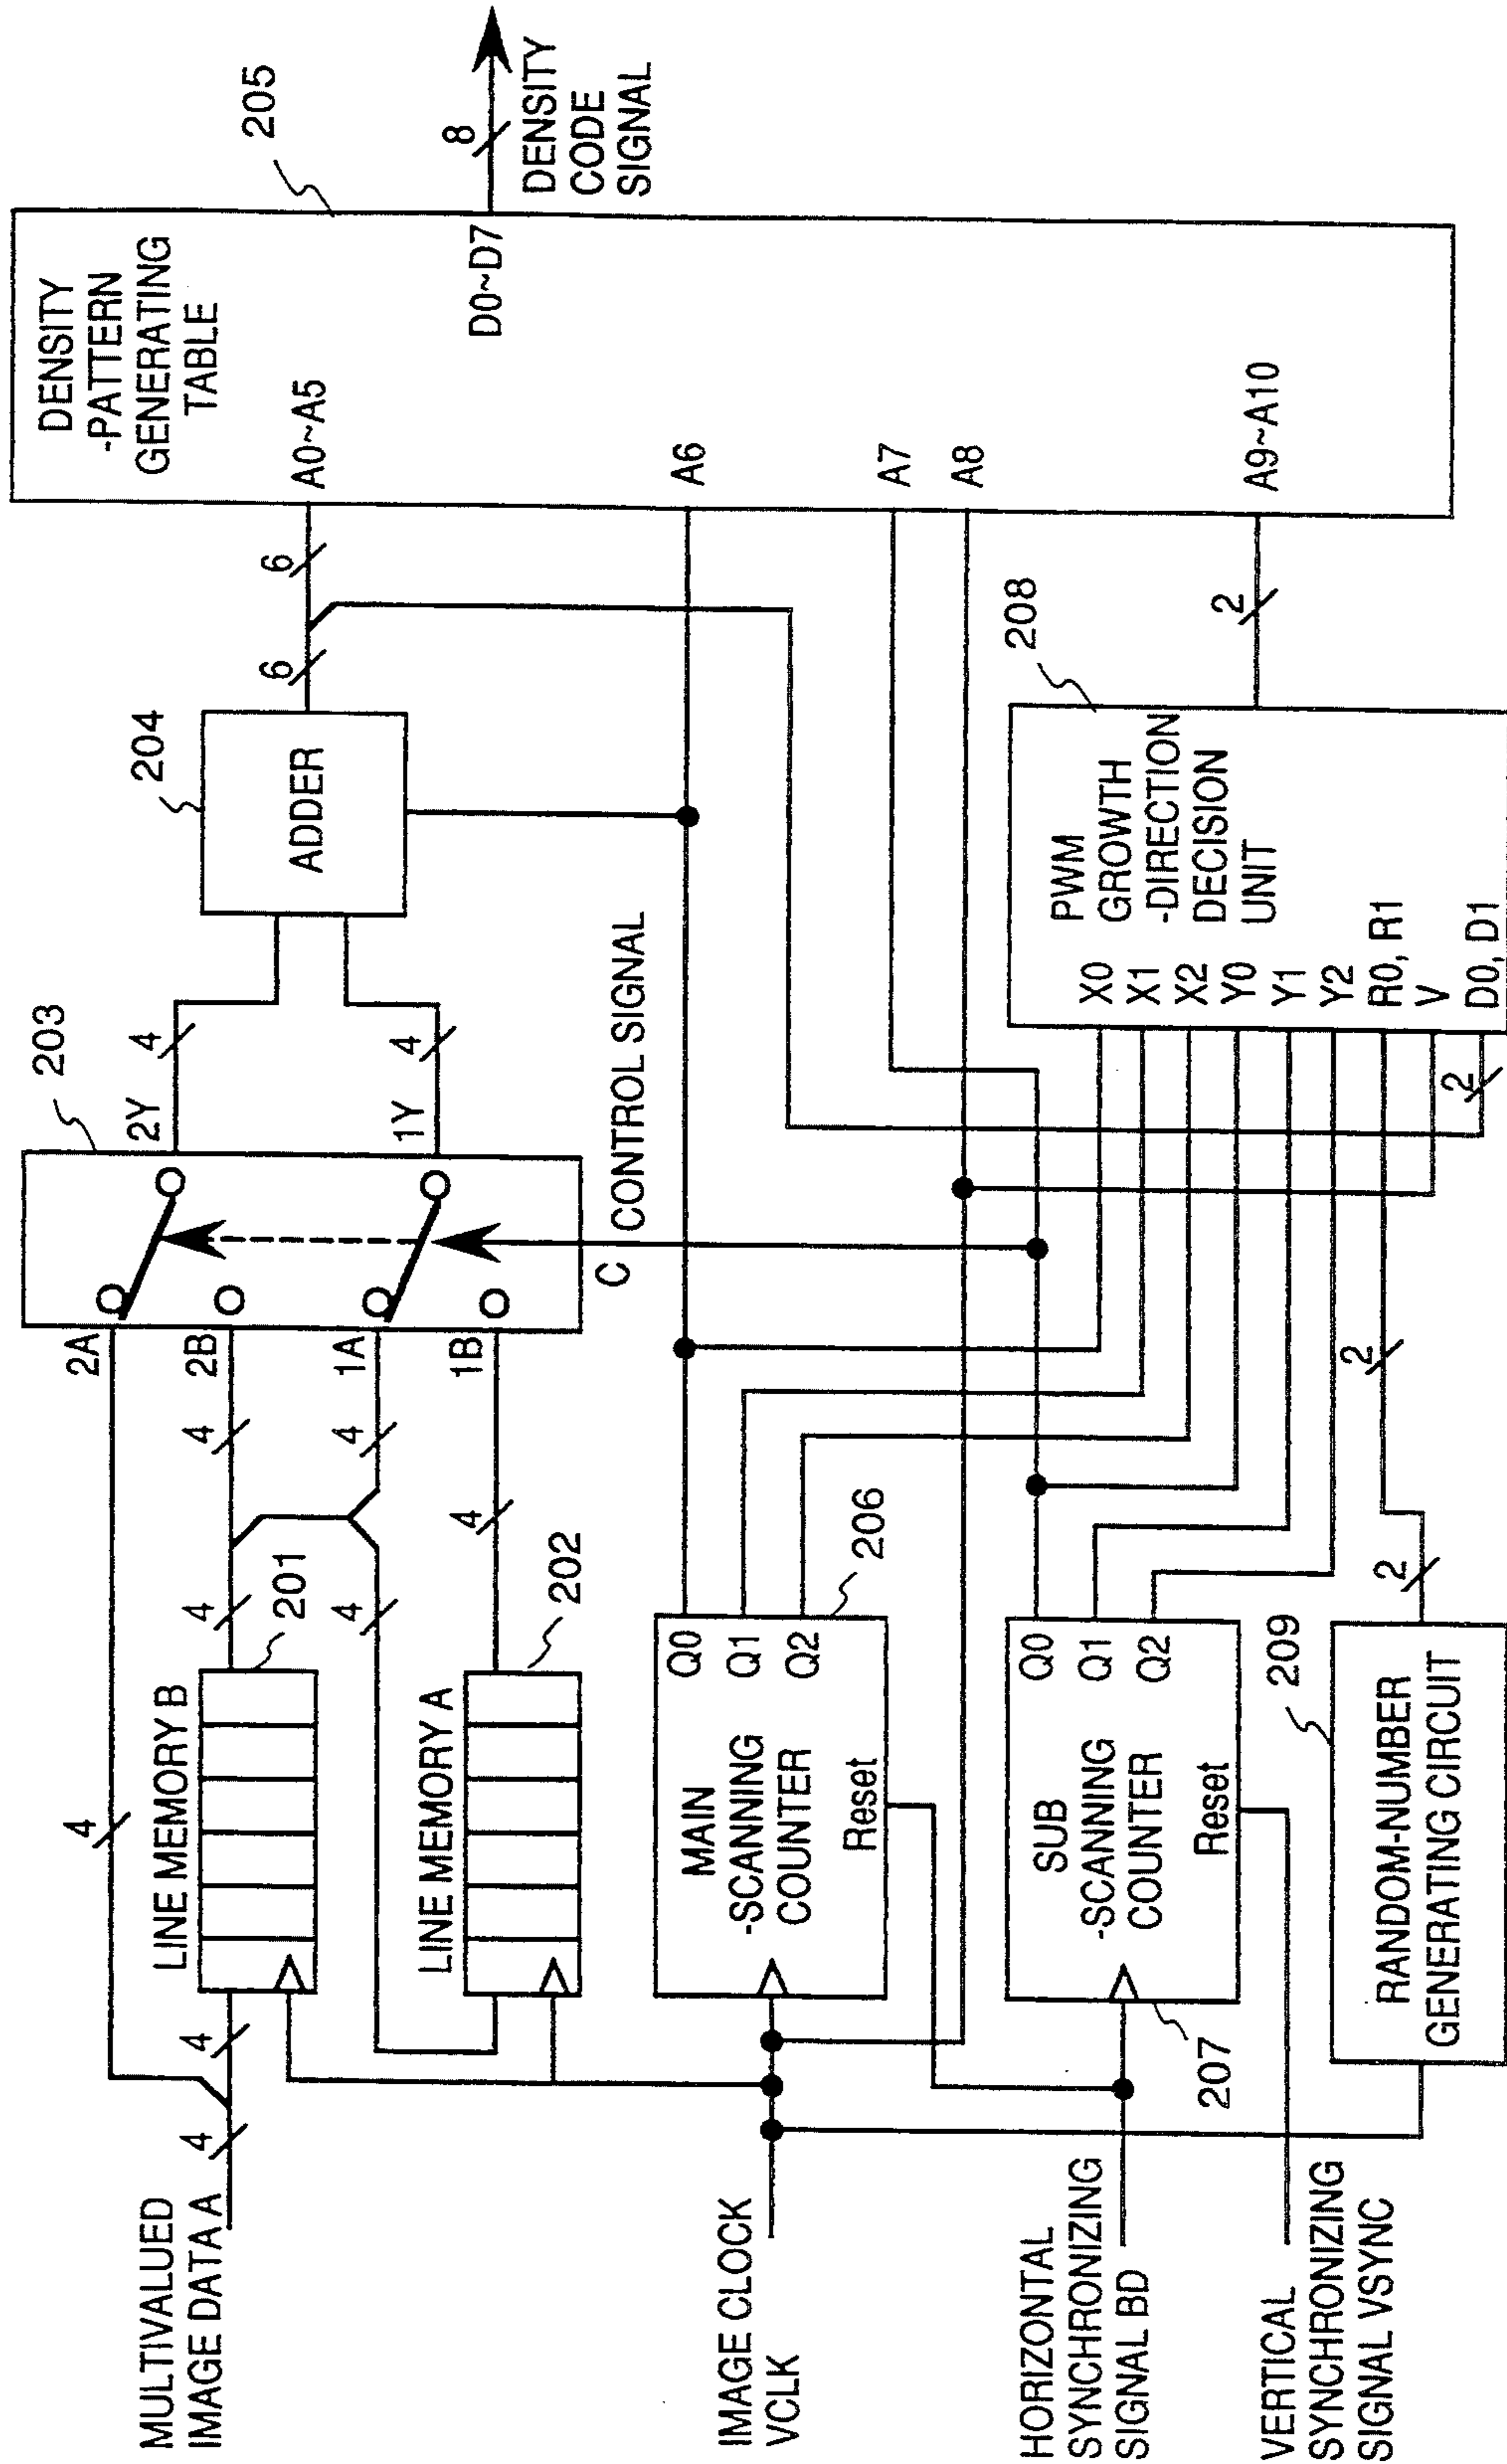 MULTIVALUED
IMAGE DATA A
4
4
4
LINE MEMORY B
201
4
4
LINE MEMORY A
202
4
4
4
2A
2B
1A
1B
203
2Y
4
1Y
4
C
CONTROL SIGNAL
204
ADDER
6
6
DENSITY
-PATTERN
GENERATING
TABLE
205
A0~A5
A6
A7
A8
A9~A10
D0~D7
8
DENSITY
CODE
SIGNAL
IMAGE CLOCK
VCLK
MAIN
-SCANNING
COUNTER
Reset
Q0
Q1
Q2
206
HORIZONTAL
SYNCHRONIZING
SIGNAL BD
SUB
-SCANNING
COUNTER
Reset
Q0
Q1
Q2
207
VERTICAL
SYNCHRONIZING
SIGNAL VSYNC
RANDOM-NUMBER
GENERATING CIRCUIT
209
2
2
2
PWM
GROWTH
-DIRECTION
DECISION
UNIT
208
X0
X1
X2
Y0
Y1
Y2
R0, R1
V
D0, D1
2